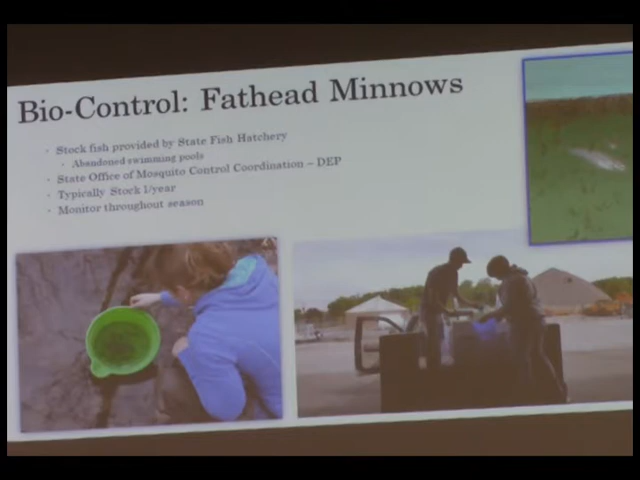 Bio-Control: Fathead Minnows
Stock fish provided by State Fish Hatchery
Abandoned swimming pools
State Office of Mosquito Control Coordination – DEP
Typically Stock 1/year
Monitor throughout season